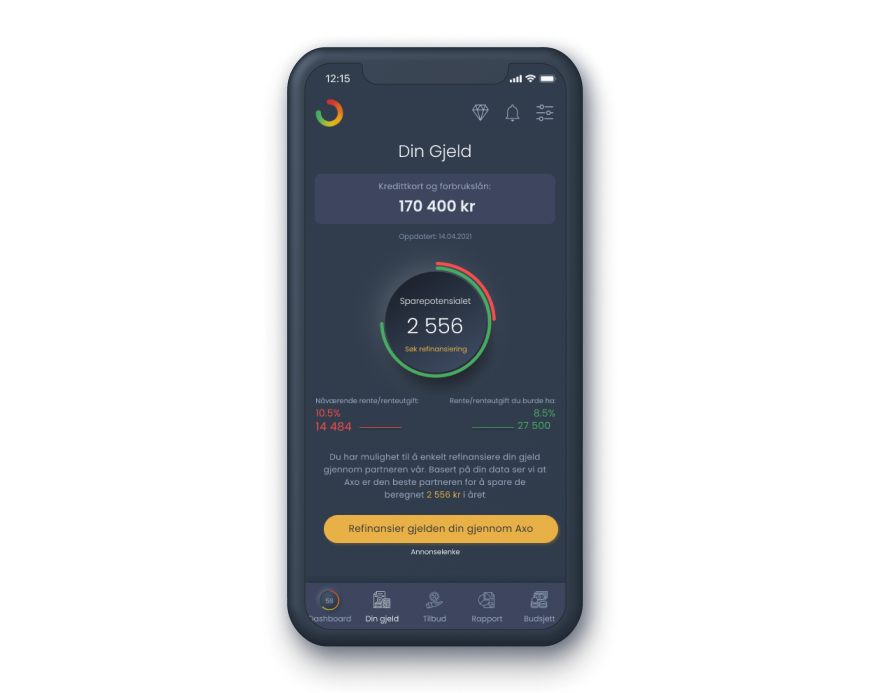 12:15
Din Gjeld
Kredittkort og forbrukslån:
170 400 kr
Oppdatert: 14.04.2021
Sparepotensialet
2 556
Søk refinansiering
Nåværende rente/renteutgift:
Rente/renteutgift du burde ha:
10.5%
8.5%
14 484
27 500
Du har mulighet til å enkelt refinansiere din gjeld
gjennom partneren vår. Basert på din data ser vi at
Axo er den beste partneren for å spare de
beregnet 2 556 kr i året
Refinansier gjelden din gjennom Axo
Annonselenke
58
Dashboard
Din gjeld
Tilbud
Rapport
Budsjett